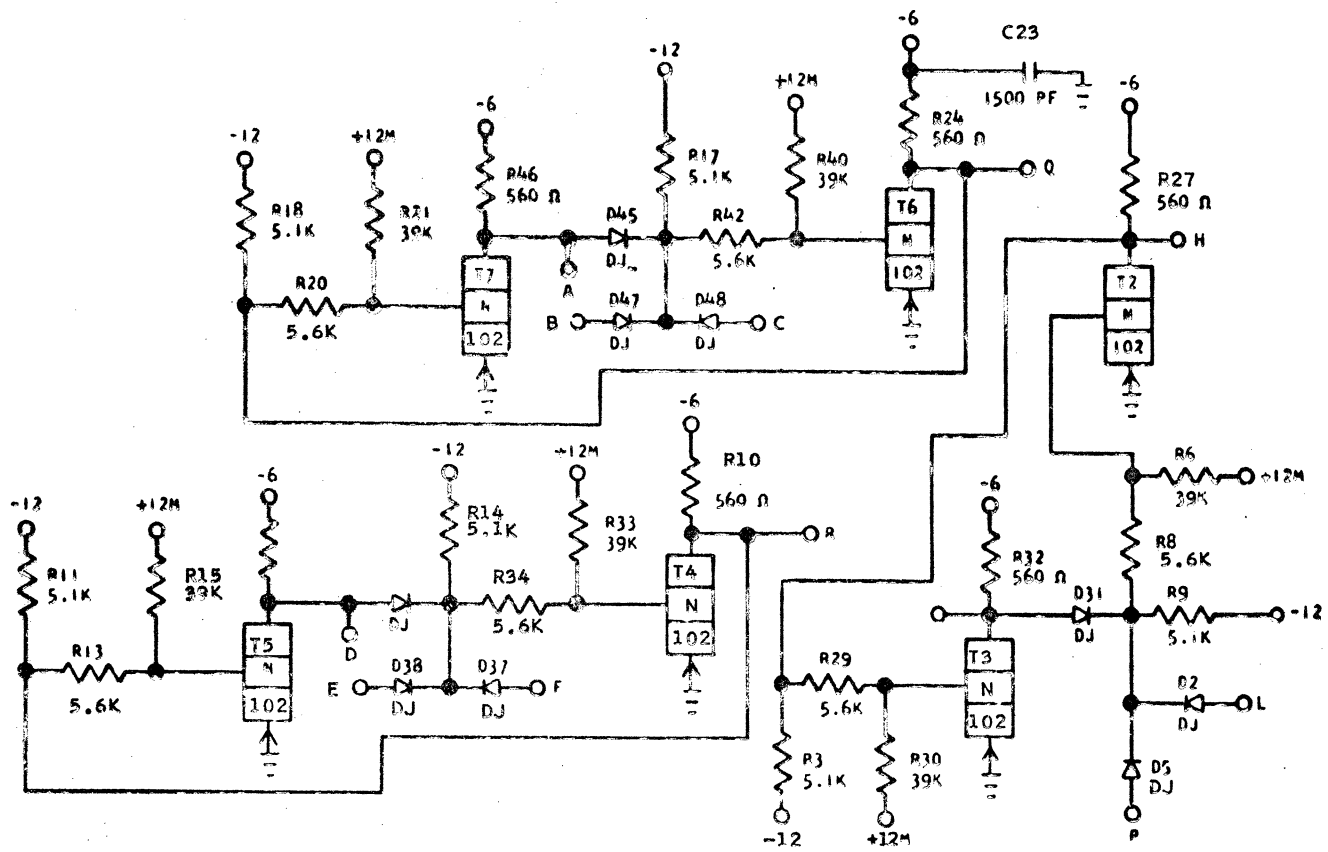 -6
C23
1500 PF
R24
560 Ω
-12
+12M
-6
-12
+12M
-6
R18
5.1K
R21
39K
R46
560 Ω
R17
5.1K
R40
39K
T6
M
102
Q
R27
560 Ω
H
R20
5.6K
T7
102
D45
DJ
A
R42
5.6K
B
D47
DJ
D48
DJ
C
T2
M
102
-12
+12M
-6
-12
+12M
-6
R10
560 Ω
R
R11
5.1K
R15
39K
R14
5.1K
R33
39K
T4
N
102
R13
5.6K
T5
102
D
DJ
R34
5.6K
E
D38
DJ
D37
DJ
F
-6
R32
560 Ω
R6
39K
+12M
R8
5.6K
D31
DJ
R9
5.1K
-12
T3
N
102
R29
5.6K
R3
5.1K
-12
R30
39K
+12M
D2
DJ
L
D5
DJ
P